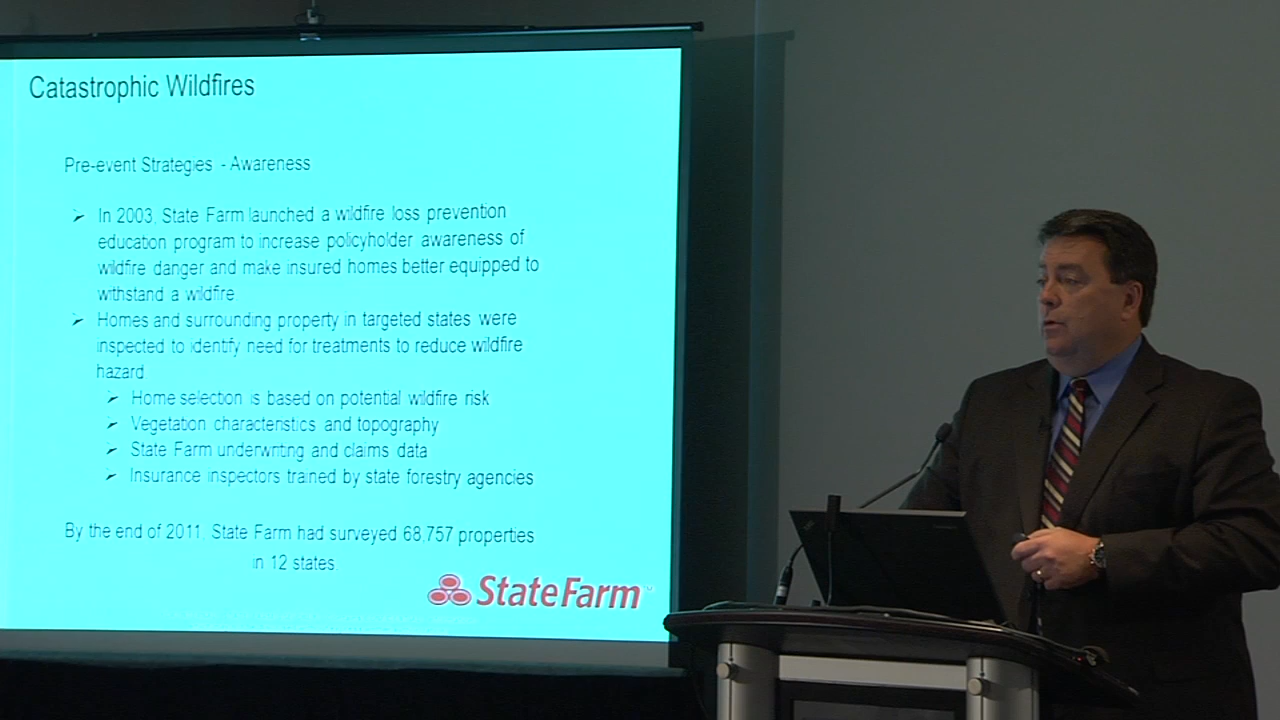 Catastrophic Wildfires
Pre-event Strategies - Awareness
➢ In 2003, State Farm launched a wildfire loss prevention
education program to increase policyholder awareness of
wildfire danger and make insured homes better equipped to
withstand a wildfire
➢ Homes and surrounding property in targeted states were
inspected to identify need for treatments to reduce wildfire
hazard
➢ Home selection is based on potential wildfire risk
➢ Vegetation characteristics and topography
➢ State Farm underwriting and claims data
➢ Insurance inspectors trained by state forestry agencies
By the end of 2011, State Farm had surveyed 68,757 properties
in 12 states.
StateFarm™